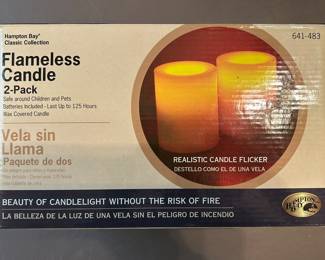 Hampton Bay®
Classic Collection
641-483
Flameless
Candle
2-Pack
Safe around Children and Pets
Batteries Included - Last Up to 125 Hours
Wax Covered Candle
Vela sin
Llama
Paquete de dos
REALISTIC CANDLE FLICKER
DESTELLO COMO EL DE UNA VELA
BEAUTY OF CANDLELIGHT WITHOUT THE RISK OF FIRE
LA BELLEZA DE LA LUZ DE UNA VELA SIN EL PELIGRO DE INCENDIO
HAMPTON BAY